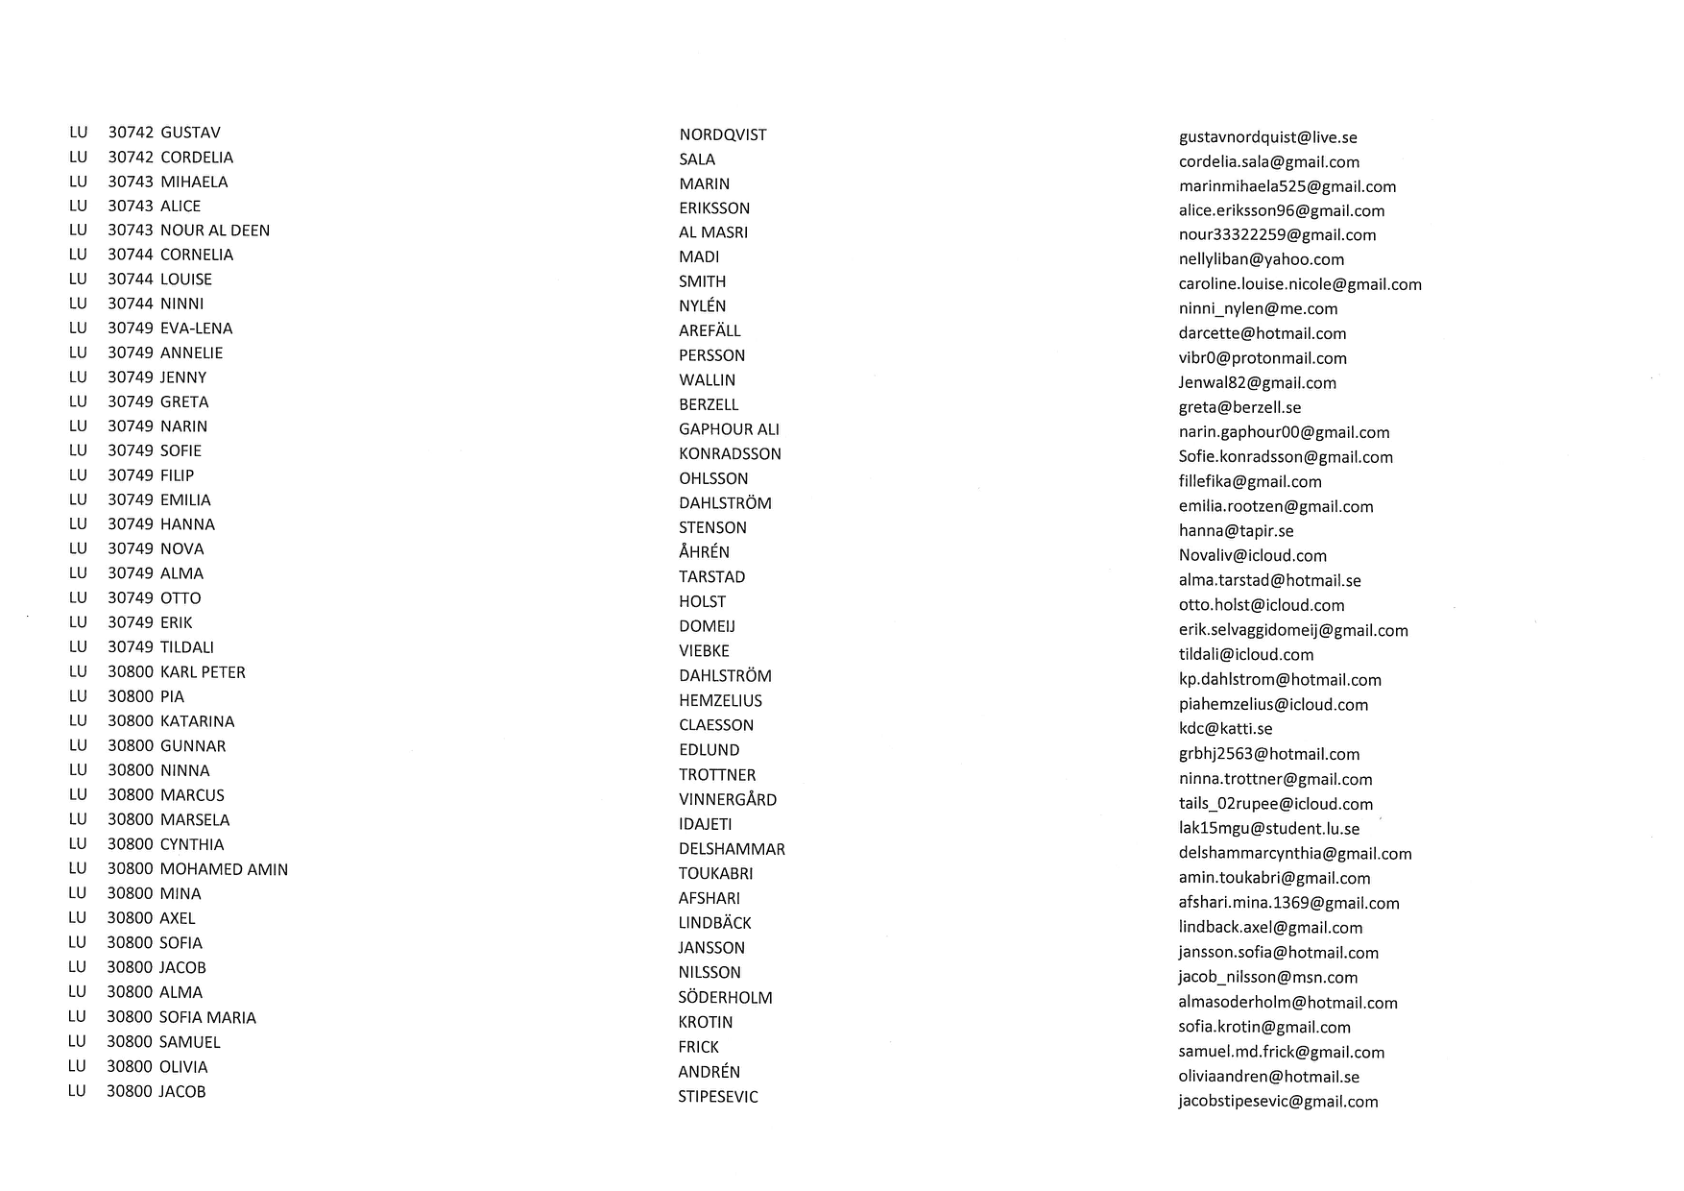 LU 30742 GUSTAV NORDQVIST gustavnordquist@live.se
LU 30742 CORDELIA SALA cordelia.sala@gmail.com
LU 30743 MIHAELA MARIN marinmihaela525@gmail.com
LU 30743 ALICE ERIKSSON alice.eriksson96@gmail.com
LU 30743 NOUR AL DEEN AL MASRI nour33322259@gmail.com
LU 30744 CORNELIA MADI nellyliban@yahoo.com
LU 30744 LOUISE SMITH caroline.louise.nicole@gmail.com
LU 30744 NINNI NYLÉN ninni_nylen@me.com
LU 30749 EVA-LENA AREFÄLL darcette@hotmail.com
LU 30749 ANNELIE PERSSON vibr0@protonmail.com
LU 30749 JENNY WALLIN Jenwal82@gmail.com
LU 30749 GRETA BERZELL greta@berzell.se
LU 30749 NARIN GAPHOUR ALI narin.gaphour00@gmail.com
LU 30749 SOFIE KONRADSSON Sofie.konradsson@gmail.com
LU 30749 FILIP OHLSSON fillefika@gmail.com
LU 30749 EMILIA DAHLSTRÖM emilia.rootzen@gmail.com
LU 30749 HANNA STENSON hanna@tapir.se
LU 30749 NOVA ÅHRÉN Novaliv@icloud.com
LU 30749 ALMA TARSTAD alma.tarstad@hotmail.se
LU 30749 OTTO HOLST otto.holst@icloud.com
LU 30749 ERIK DOMEIJ erik.selvaggidomeij@gmail.com
LU 30749 TILDALI VIEBKE tildali@icloud.com
LU 30800 KARL PETER DAHLSTRÖM kp.dahlstrom@hotmail.com
LU 30800 PIA HEMZELIUS piahemzelius@icloud.com
LU 30800 KATARINA CLAESSON kdc@katti.se
LU 30800 GUNNAR EDLUND grbhj2563@hotmail.com
LU 30800 NINNA TROTTNER ninna.trottner@gmail.com
LU 30800 MARCUS VINNERGÅRD tails_02rupee@icloud.com
LU 30800 MARSELA IDAJETI lak15mgu@student.lu.se
LU 30800 CYNTHIA DELSHAMMAR delshammarcynthia@gmail.com
LU 30800 MOHAMED AMIN TOUKABRI amin.toukabri@gmail.com
LU 30800 MINA AFSHARI afshari.mina.1369@gmail.com
LU 30800 AXEL LINDBÄCK lindback.axel@gmail.com
LU 30800 SOFIA JANSSON jansson.sofia@hotmail.com
LU 30800 JACOB NILSSON jacob_nilsson@msn.com
LU 30800 ALMA SÖDERHOLM almasoderholm@hotmail.com
LU 30800 SOFIA MARIA KROTIN sofia.krotin@gmail.com
LU 30800 SAMUEL FRICK samuel.md.frick@gmail.com
LU 30800 OLIVIA ANDRÉN oliviaandren@hotmail.se
LU 30800 JACOB STIPESEVIC jacobstipesevic@gmail.com